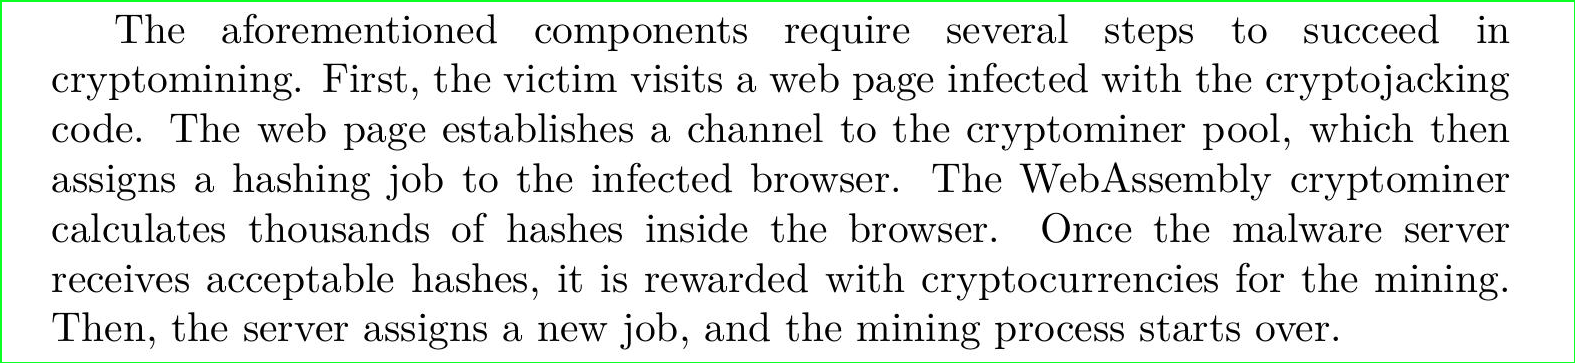 The aforementioned components require several steps to succeed in
cryptomining. First, the victim visits a web page infected with the cryptojacking
code. The web page establishes a channel to the cryptominer pool, which then
assigns a hashing job to the infected browser. The WebAssembly cryptominer
calculates thousands of hashes inside the browser. Once the malware server
receives acceptable hashes, it is rewarded with cryptocurrencies for the mining.
Then, the server assigns a new job, and the mining process starts over.